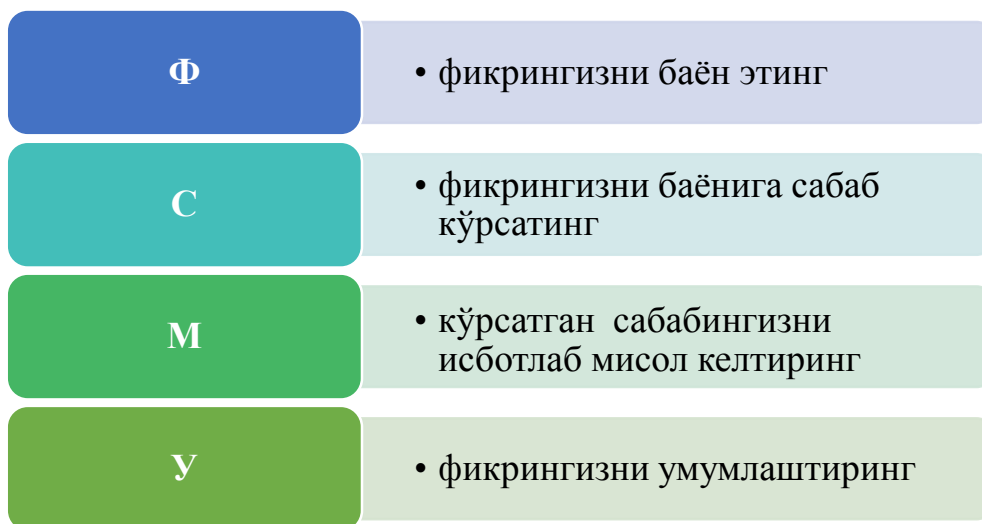 Ф
• фикрингизни баён этинг
С
• фикрингизни баёнига сабаб
кўрсатинг
М
• кўрсатган сабабингизни
исботлаб мисол келтиринг
У
• фикрингизни умумлаштиринг